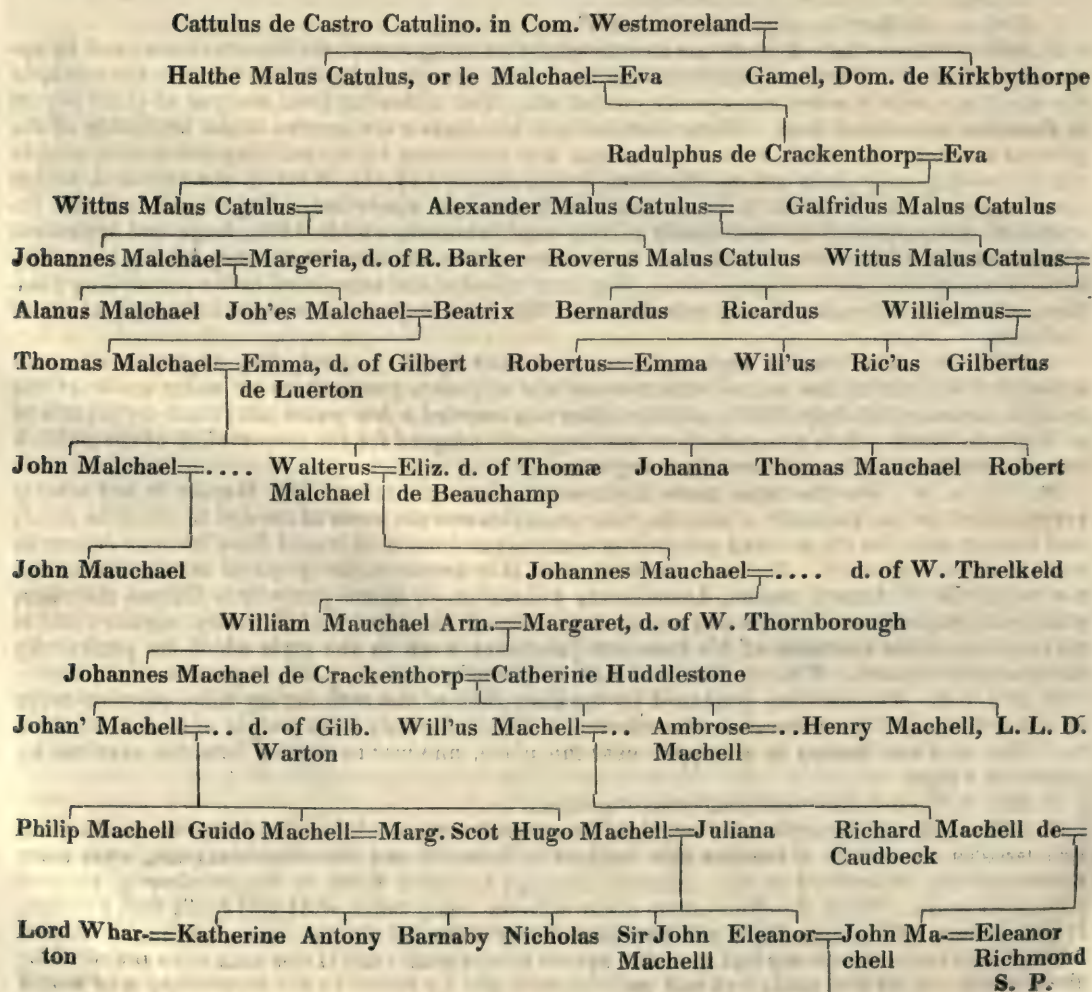 Cattulus de Castro Catulino. in Com. Westmoreland
Halthe Malus Catulus, or le Malchael Eva Gamel, Dom. de Kirkbythorpe
Radulphus de Crackenthorp Eva
Wittus Malus Catulus Alexander Malus Catulus Galfridus Malus Catulus
Johannes Malchael Margeria, d. of R. Barker Roverus Malus Catulus Wittus Malus Catulus
Alanus Malchael Joh'es Malchael Beatrix Bernardus Ricardus Willielmus
Thomas Malchael Emma, d. of Gilbert Robertus Emma Will'us Ric'us Gilbertus
de Luerton
John Malchael .... Walterus Eliz. d. of Thomæ Johanna Thomas Mauchael Robert
Malchael de Beauchamp
John Mauchael Johannes Mauchael .... d. of W. Threlkeld
William Mauchael Arm. Margaret, d. of W. Thornborough
Johannes Machael de Crackenthorp Catherine Huddlestone
Johan' Machell .. d. of Gilb. Will'us Machell .. Ambrose .. Henry Machell, L. L. D.
Warton Machell
Philip Machell Guido Machell Marg. Scot Hugo Machell Juliana Richard Machell de
Caudbeck
Lord Whar- Katherine Antony Barnaby Nicholas Sir John Eleanor John Ma- Eleanor
ton Machelll chell Richmond
S. P.